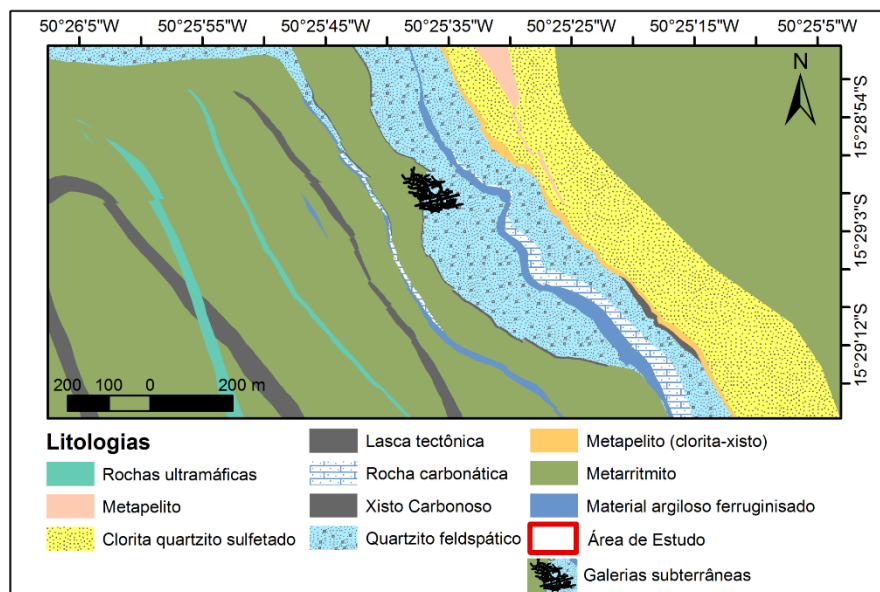 50°26'5"W 50°25'55"W 50°25'45"W 50°25'35"W 50°25'25"W 50°25'15"W 50°25'5"W
N
15°28'54"S
15°29'3"S
15°29'12"S
200 100 0 200 m
Litologias
Rochas ultramáficas
Metapelito
Clorita quartzito sulfetado
Lasca tectônica
Rocha carbonática
Xisto Carbonoso
Quartzito feldspático
Metapelito (clorita-xisto)
Metarritmito
Material argiloso ferruginisado
Área de Estudo
Galerias subterrâneas